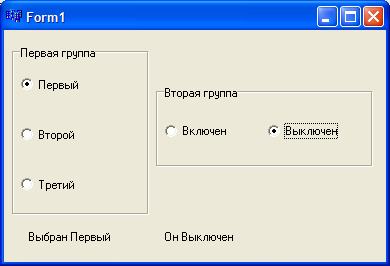 Form1
Первая группа
Первый
Второй
Третий
Вторая группа
Включен
Выключен
Выбран Первый
Он Выключен